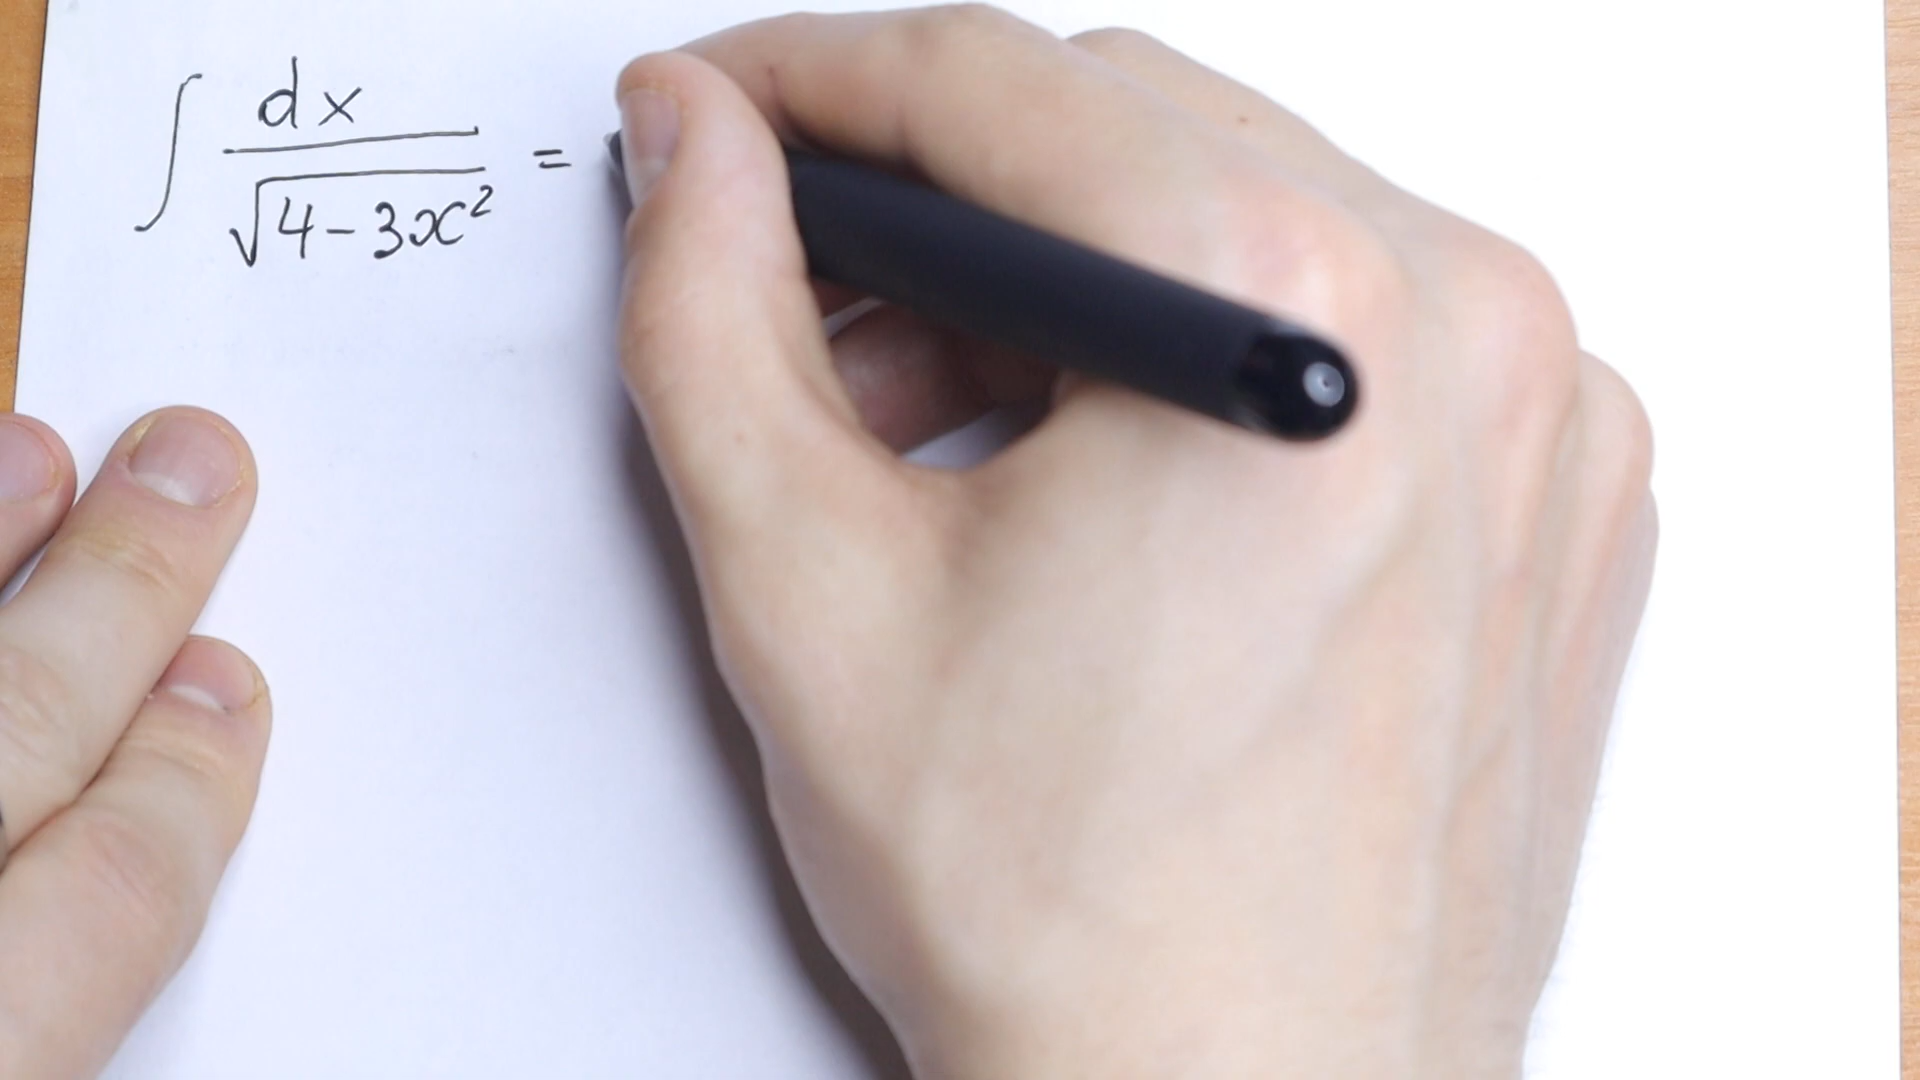 ∫ dx / √(4-3x²) =